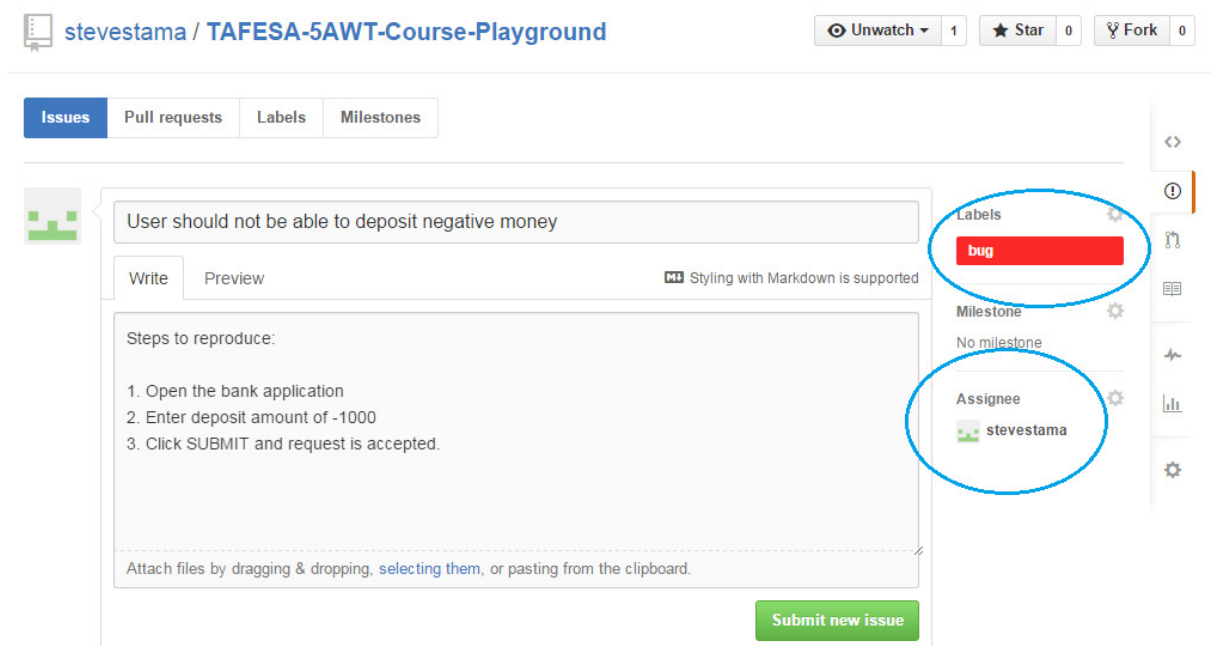 stevestama / TAFESA-5AWT-Course-Playground
Unwatch 1 Star 0 Fork 0
Issues Pull requests Labels Milestones
User should not be able to deposit negative money
Write Preview Styling with Markdown is supported
Steps to reproduce:
1. Open the bank application
2. Enter deposit amount of -1000
3. Click SUBMIT and request is accepted.
Attach files by dragging & dropping, selecting them, or pasting from the clipboard.
Submit new issue
Labels
bug
Milestone
No milestone
Assignee
stevestama